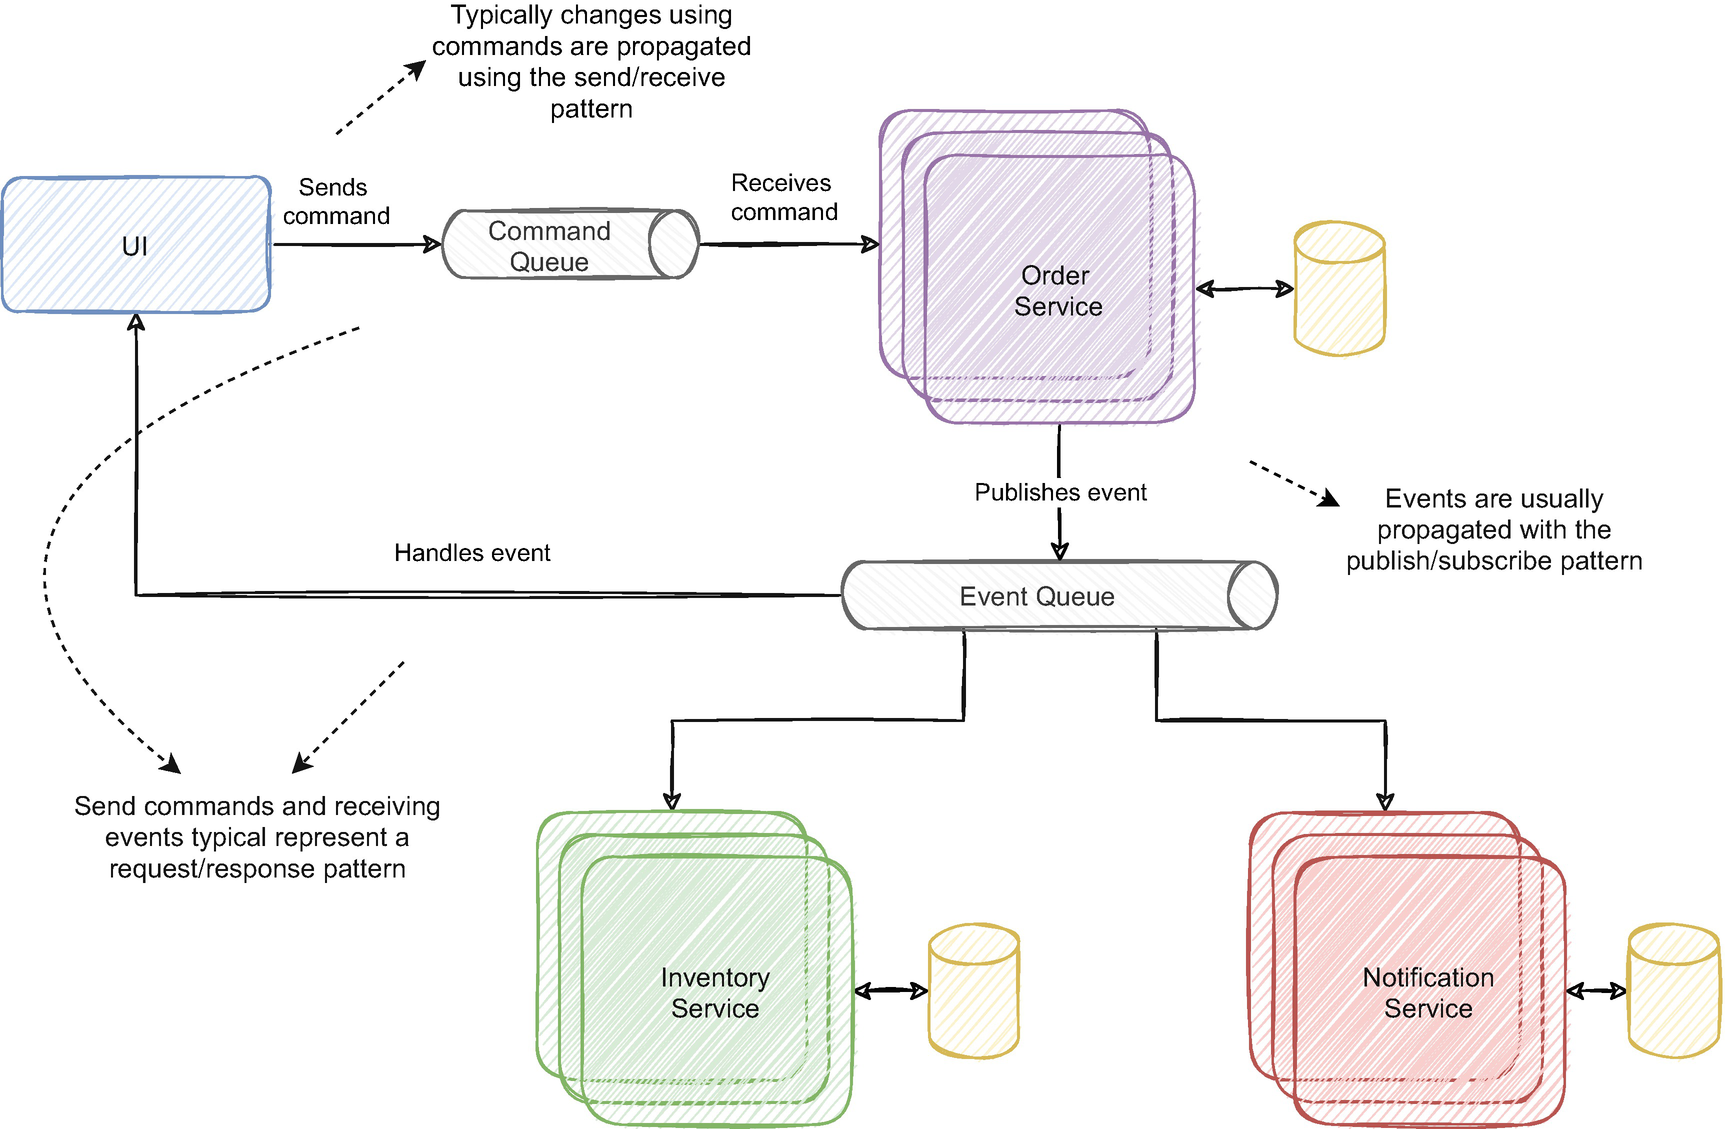 Typically changes using
commands are propagated
using the send/receive
pattern
Sends
command
Receives
command
UI
Command
Queue
Order
Service
Publishes event
Events are usually
propagated with the
publish/subscribe pattern
Handles event
Event Queue
Send commands and receiving
events typical represent a
request/response pattern
Inventory
Service
Notification
Service